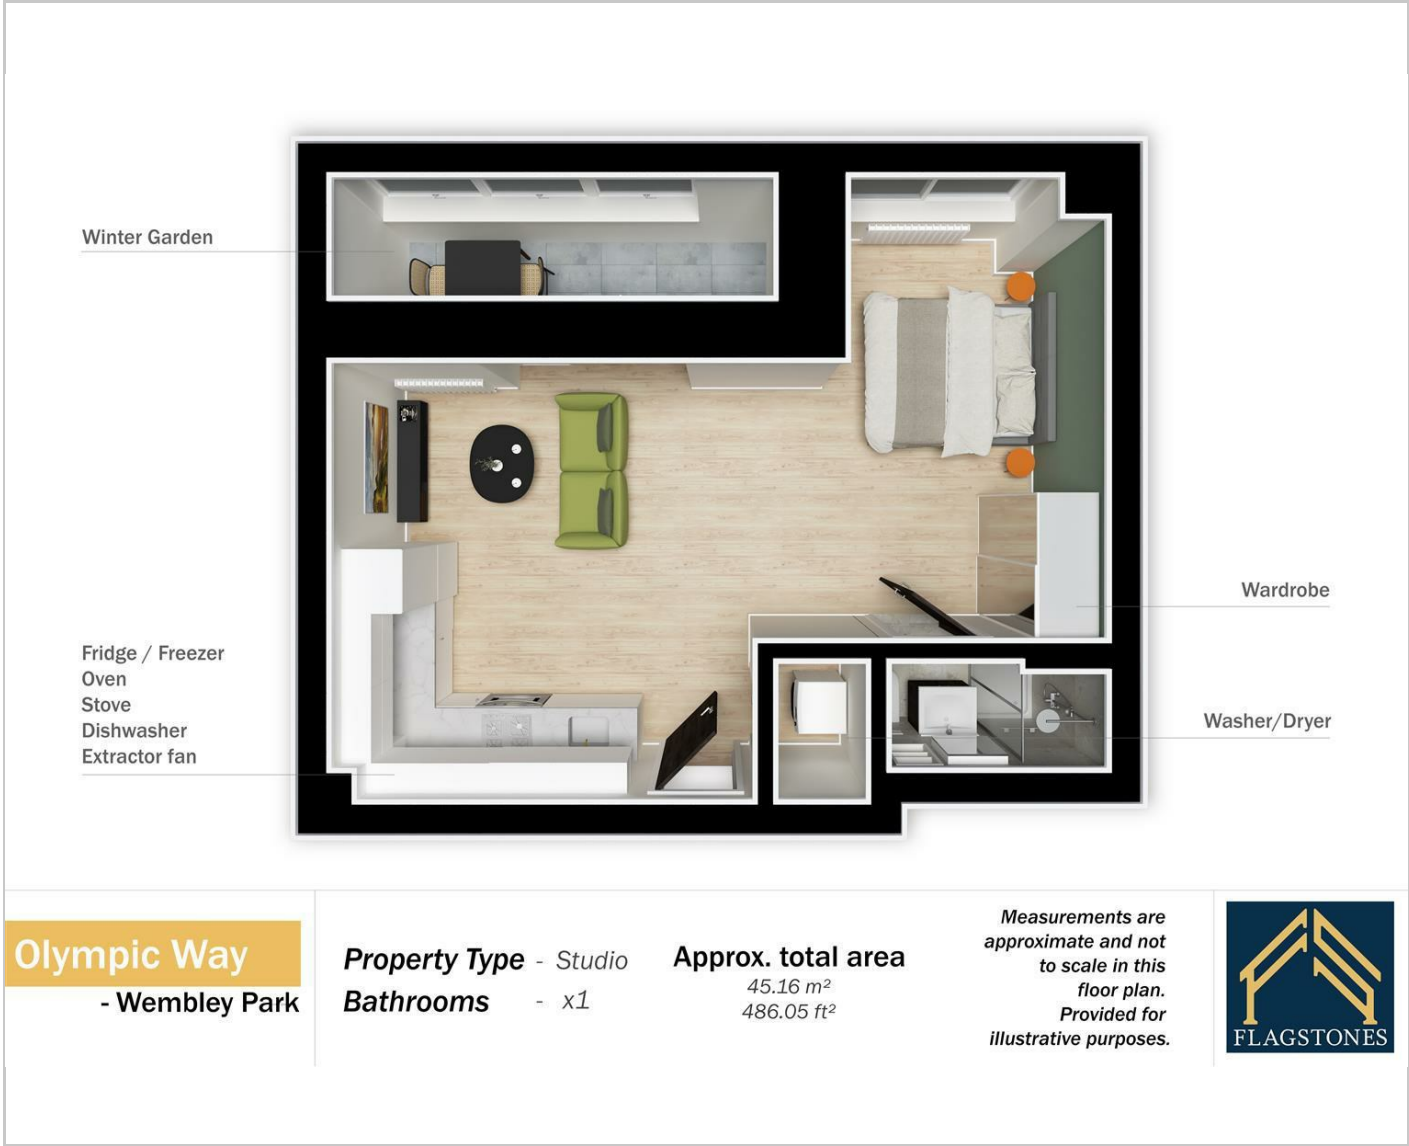 Winter Garden
Wardrobe
Fridge / Freezer
Oven
Stove
Dishwasher
Extractor fan
Washer/Dryer
Olympic Way
- Wembley Park
Property Type - Studio
Bathrooms - x1
Approx. total area
45.16 m²
486.05 ft²
Measurements are
approximate and not
to scale in this
floor plan.
Provided for
illustrative purposes.
FLAGSTONES